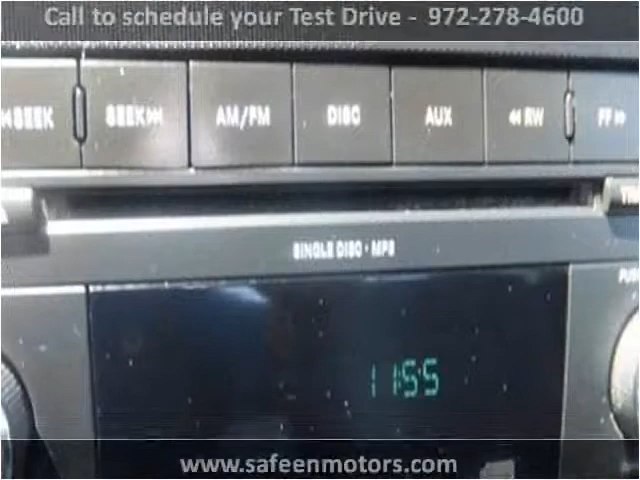 Call to schedule your Test Drive - 972-278-4600
SEEK SEEK AM/FM DISC AUX RW FF
SINGLE DISC · MP3
11:55
www.safeenmotors.com